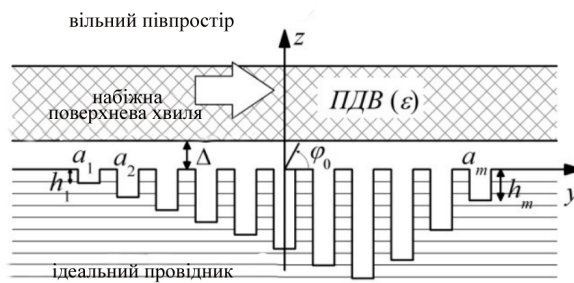 вільний півпростір
z
набіжна
поверхнева хвиля
ПДВ (ε)
a₁
a₂
Δ
φ₀
aₘ
h₁
hₘ
y
ідеальний провідник